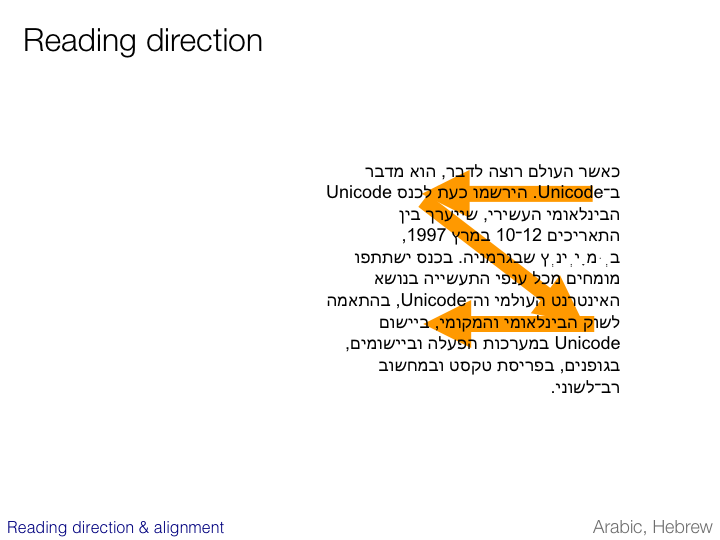 Reading direction
כאשר העולם רוצה לדבר, הוא מדבר
ב־Unicode. הירשמו כעת לכנס Unicode
הבינלאומי העשירי, שייערך בין
התאריכים 12־10 במרץ 1997,
בְּמַיְינְץ שבגרמניה. בכנס ישתתפו
מומחים מכל ענפי התעשייה בנושא
האינטרנט העולמי וה־Unicode, בהתאמה
לשוק הבינלאומי והמקומי, ביישום
Unicode במערכות הפעלה וביישומים,
בגופנים, בפריסת טקסט ובמחשוב
רב־לשוני.
Reading direction & alignment
Arabic, Hebrew